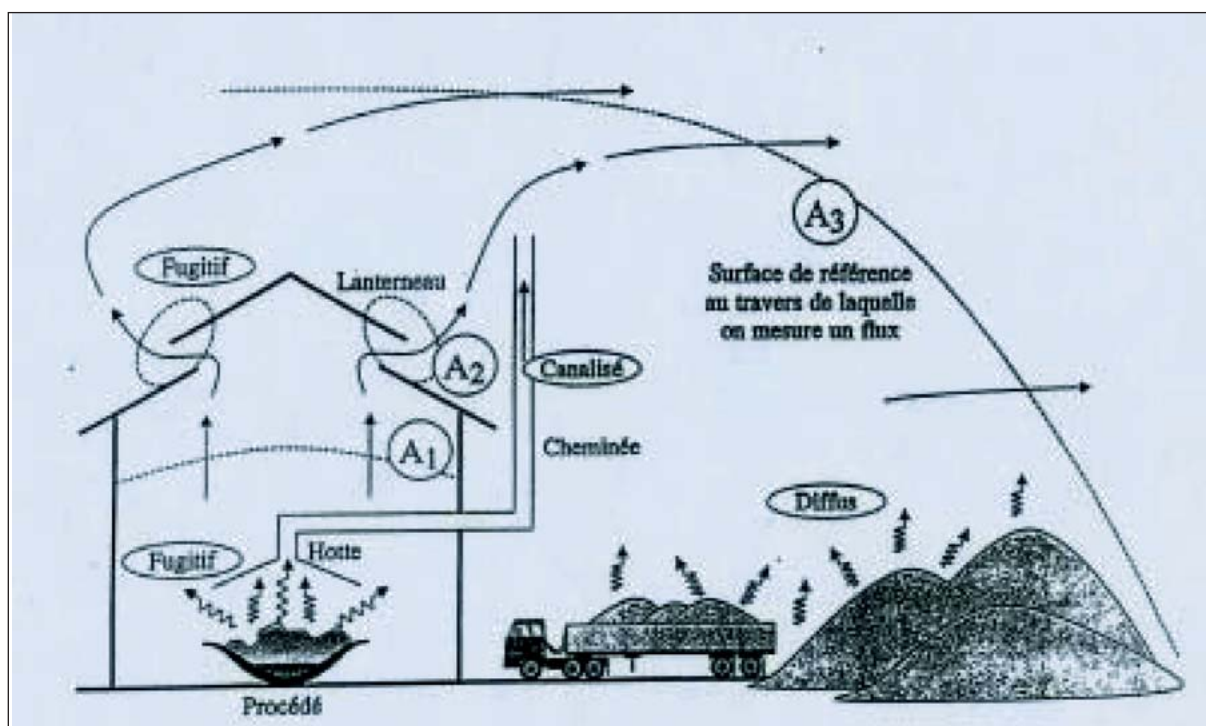 A3
Fugitif
Lanterneau
Surface de référence
au travers de laquelle
on mesure un flux
A2
Canalisé
A1
Cheminée
Diffus
Hotte
Fugitif
Procédé